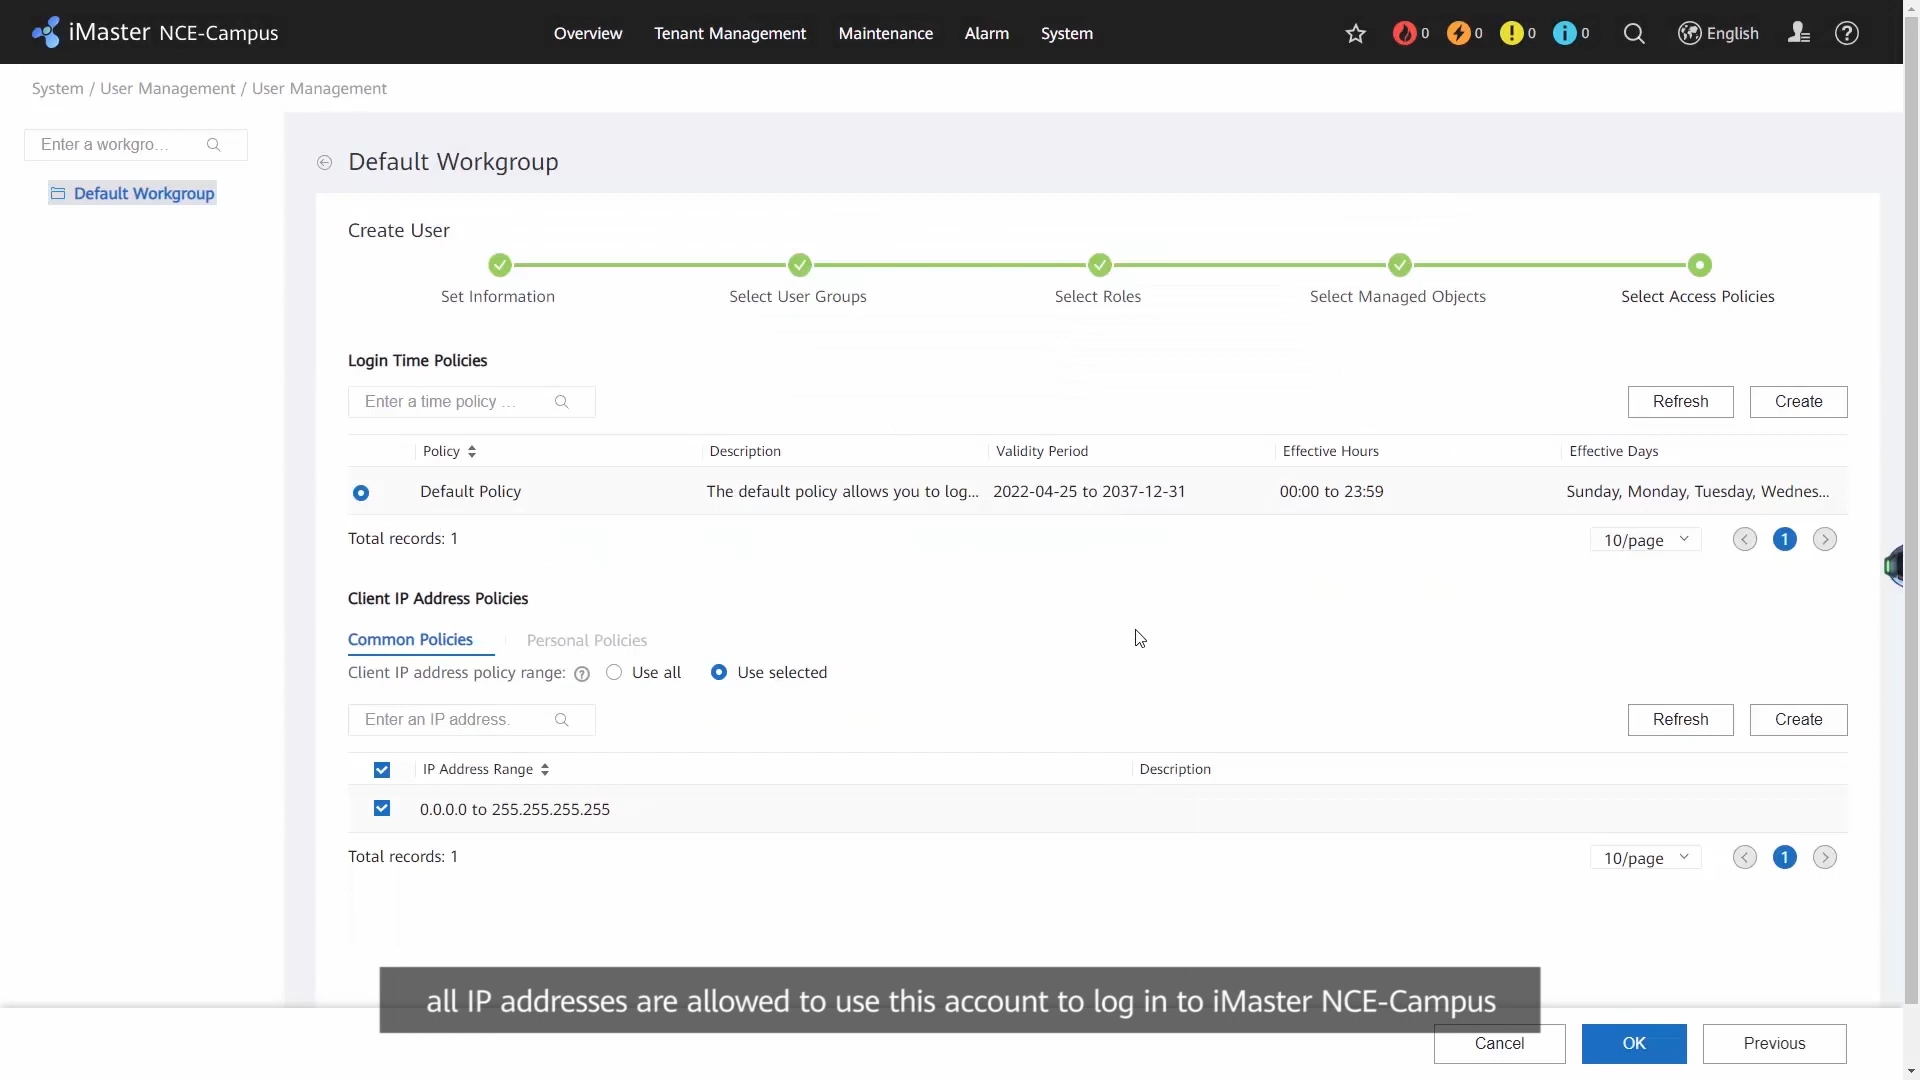 iMaster NCE-Campus
Overview Tenant Management Maintenance Alarm System
0 0 0 0 English
System / User Management / User Management
Enter a workgro...
Default Workgroup
Default Workgroup
Create User
Set Information Select User Groups Select Roles Select Managed Objects Select Access Policies
Login Time Policies
Enter a time policy ... Refresh Create
Policy Description Validity Period Effective Hours Effective Days
Default Policy The default policy allows you to log... 2022-04-25 to 2037-12-31 00:00 to 23:59 Sunday, Monday, Tuesday, Wednes...
Total records: 1 10/page 1
Client IP Address Policies
Common Policies Personal Policies
Client IP address policy range: Use all Use selected
Enter an IP address. Refresh Create
IP Address Range Description
0.0.0.0 to 255.255.255.255
Total records: 1 10/page 1
all IP addresses are allowed to use this account to log in to iMaster NCE-Campus
Cancel OK Previous